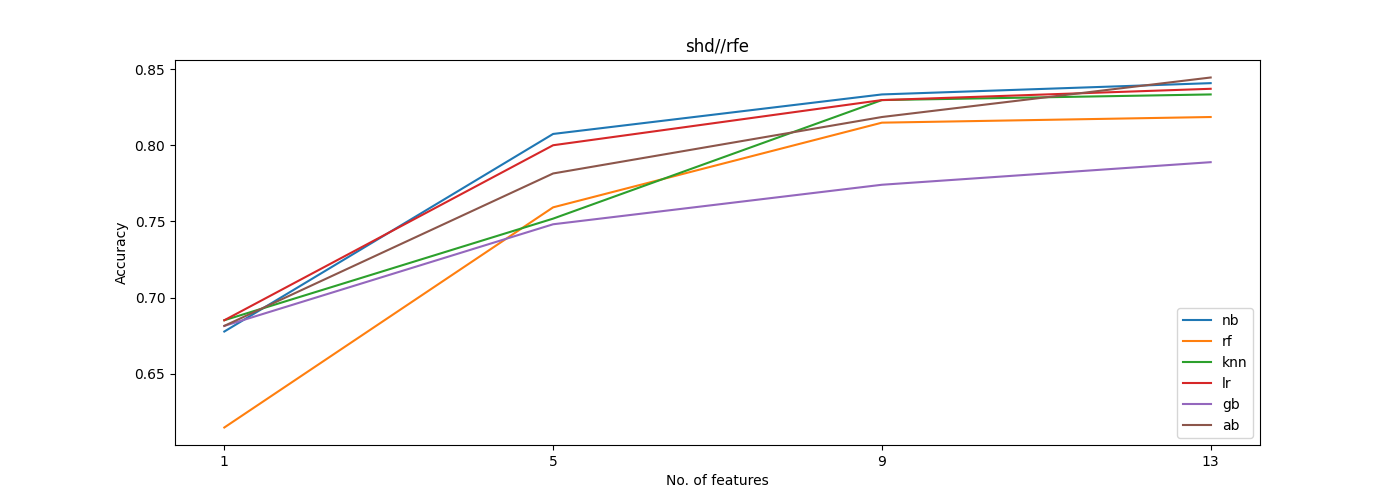 shd//rfe
0.85
0.80
0.75
0.70
0.65
Accuracy
1 5 9 13
No. of features
nb
rf
knn
lr
gb
ab